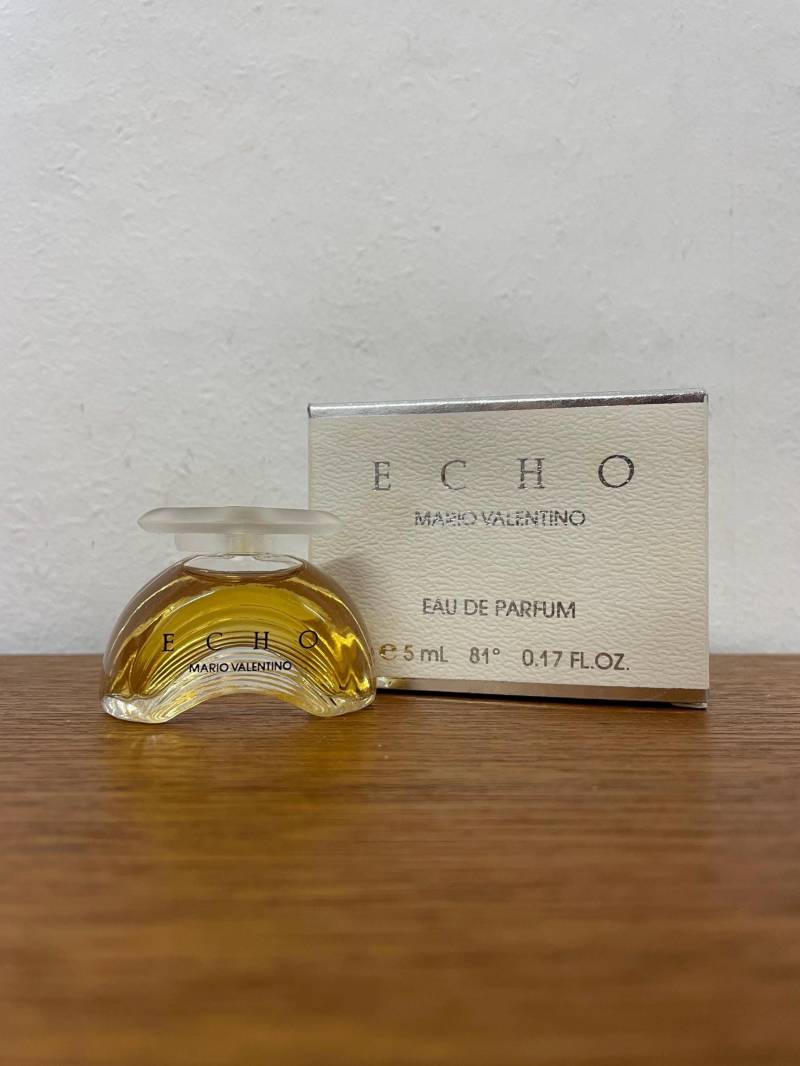 E C H O
MARIO VALENTINO
EAU DE PARFUM
e 5 mL 81° 0.17 FL.OZ.
E C H O
MARIO VALENTINO